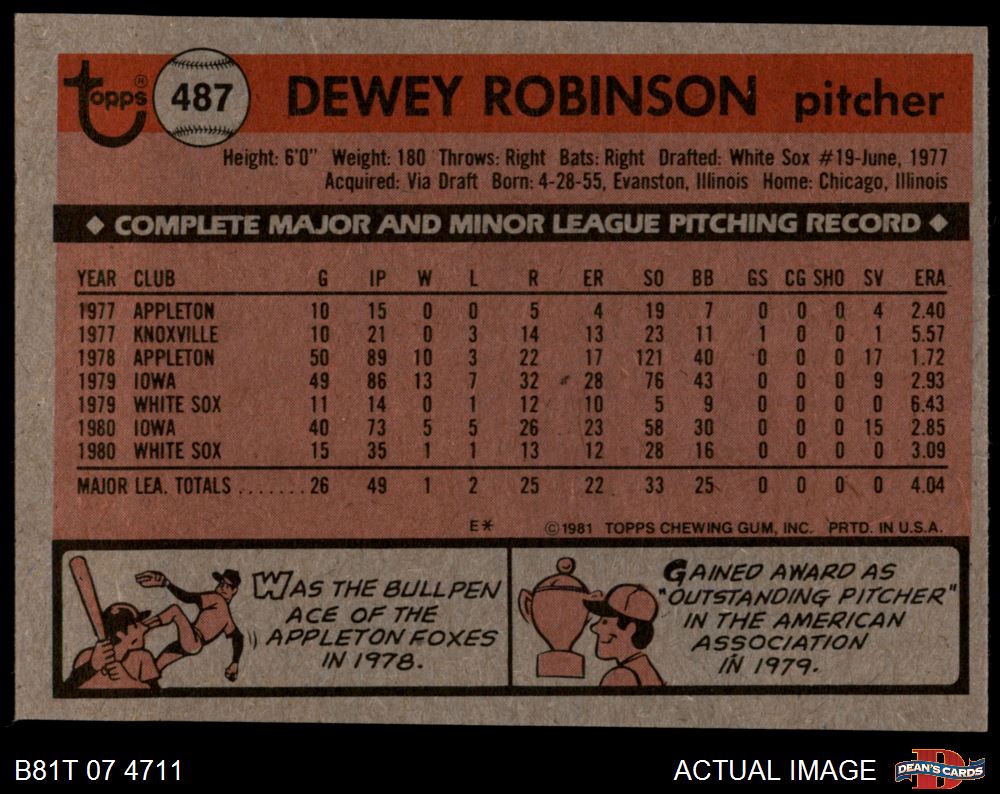 Topps® 487 DEWEY ROBINSON pitcher
Height: 6'0" Weight: 180 Throws: Right Bats: Right Drafted: White Sox #19-June, 1977
Acquired: Via Draft Born: 4-28-55, Evanston, Illinois Home: Chicago, Illinois
◆ COMPLETE MAJOR AND MINOR LEAGUE PITCHING RECORD ◆
YEAR CLUB G IP W L R ER SO BB GS CG SHO SV ERA
1977 APPLETON 10 15 0 0 5 4 19 7 0 0 0 4 2.40
1977 KNOXVILLE 10 21 0 3 14 13 23 11 1 0 0 1 5.57
1978 APPLETON 50 89 10 3 22 17 121 40 0 0 0 17 1.72
1979 IOWA 49 86 13 7 32 28 76 43 0 0 0 9 2.93
1979 WHITE SOX 11 14 0 1 12 10 5 9 0 0 0 0 6.43
1980 IOWA 40 73 5 5 26 23 58 30 0 0 0 15 2.85
1980 WHITE SOX 15 35 1 1 13 12 28 16 0 0 0 0 3.09
MAJOR LEA. TOTALS ....... 26 49 1 2 25 22 33 25 0 0 0 0 4.04
E* ©1981 TOPPS CHEWING GUM, INC. PRTD. IN U.S.A.
WAS THE BULLPEN
ACE OF THE
APPLETON FOXES
IN 1978.
GAINED AWARD AS
"OUTSTANDING PITCHER"
IN THE AMERICAN
ASSOCIATION
IN 1979.
B81T 07 4711 ACTUAL IMAGE DEAN'S CARDS